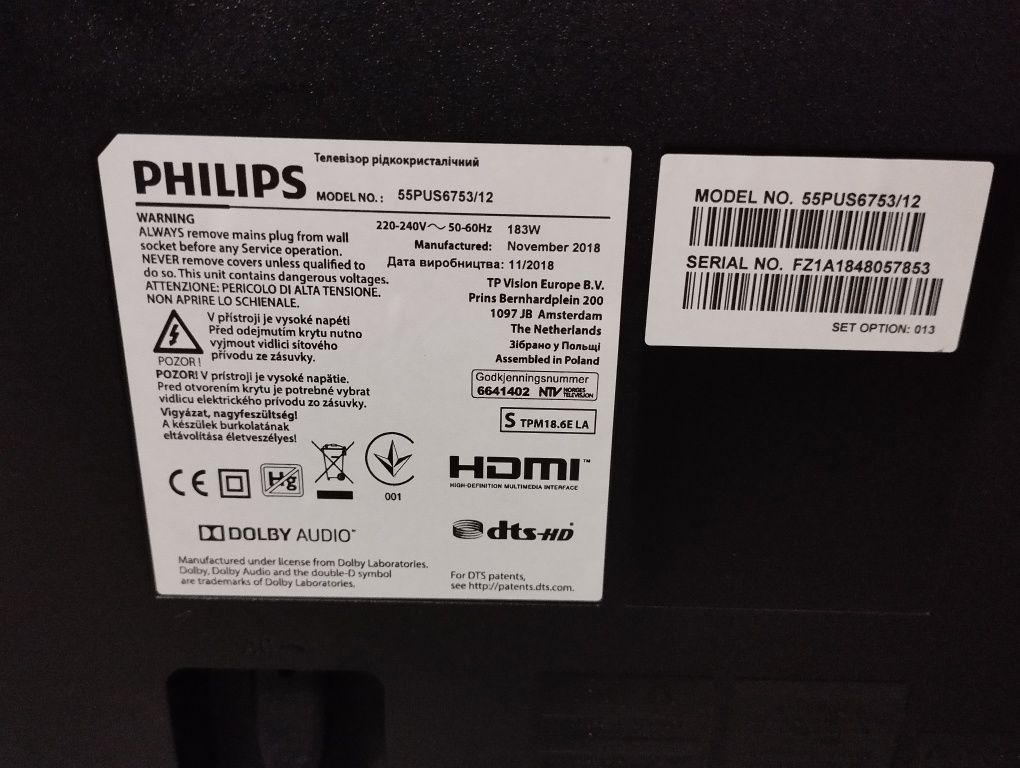 Телевізор рідкокристалічний
PHILIPS
MODEL NO.: 55PUS6753/12
WARNING
ALWAYS remove mains plug from wall
socket before any Service operation.
NEVER remove covers unless qualified to
do so. This unit contains dangerous voltages.
ATTENZIONE: PERICOLO DI ALTA TENSIONE.
NON APRIRE LO SCHIENALE.
V přístroji je vysoké napětí
Před odejmutím krytu nutno
vyjmout vidlici síťového
přívodu ze zásuvky.
POZOR!
POZOR! V prístroji je vysoké napätie.
Pred otvorením krytu je potrebné vybrat
vidlicu elektrického prívodu zo zásuvky.
Vigyázat, nagyfeszültség!
A készülek burkolatának
eltávolítása életveszélyes!
220-240V~ 50-60Hz 183W
Manufactured: November 2018
Дата виробництва: 11/2018
TP Vision Europe B.V.
Prins Bernhardplein 200
1097 JB Amsterdam
The Netherlands
Зібрано у Польщі
Assembled in Poland
Godkjenningsnummer
6641402 NTV NORGES
TELEVISION
S TPM18.6E LA
CE
Hg
001
HDMI™
HIGH-DEFINITION MULTIMEDIA INTERFACE
DOLBY AUDIO™
dts-HD
Manufactured under license from Dolby Laboratories.
Dolby, Dolby Audio and the double-D symbol
are trademarks of Dolby Laboratories.
For DTS patents,
see http://patents.dts.com.
MODEL NO. 55PUS6753/12
SERIAL NO. FZ1A1848057853
SET OPTION: 013